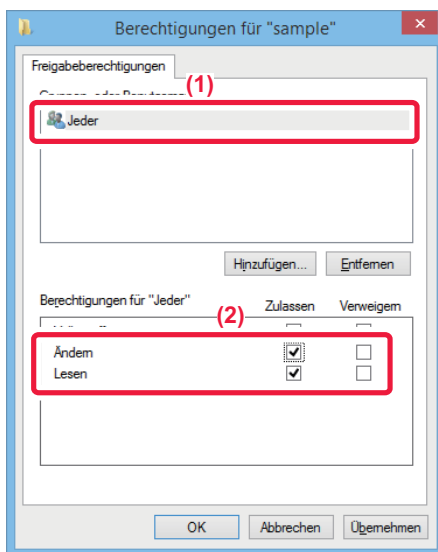 Berechtigungen für "sample"
Freigabeberechtigungen
(1)
Jeder
Hinzufügen... Entfernen
Berechtigungen für "Jeder" Zulassen Verweigern
(2)
Ändern
Lesen
OK Abbrechen Übernehmen